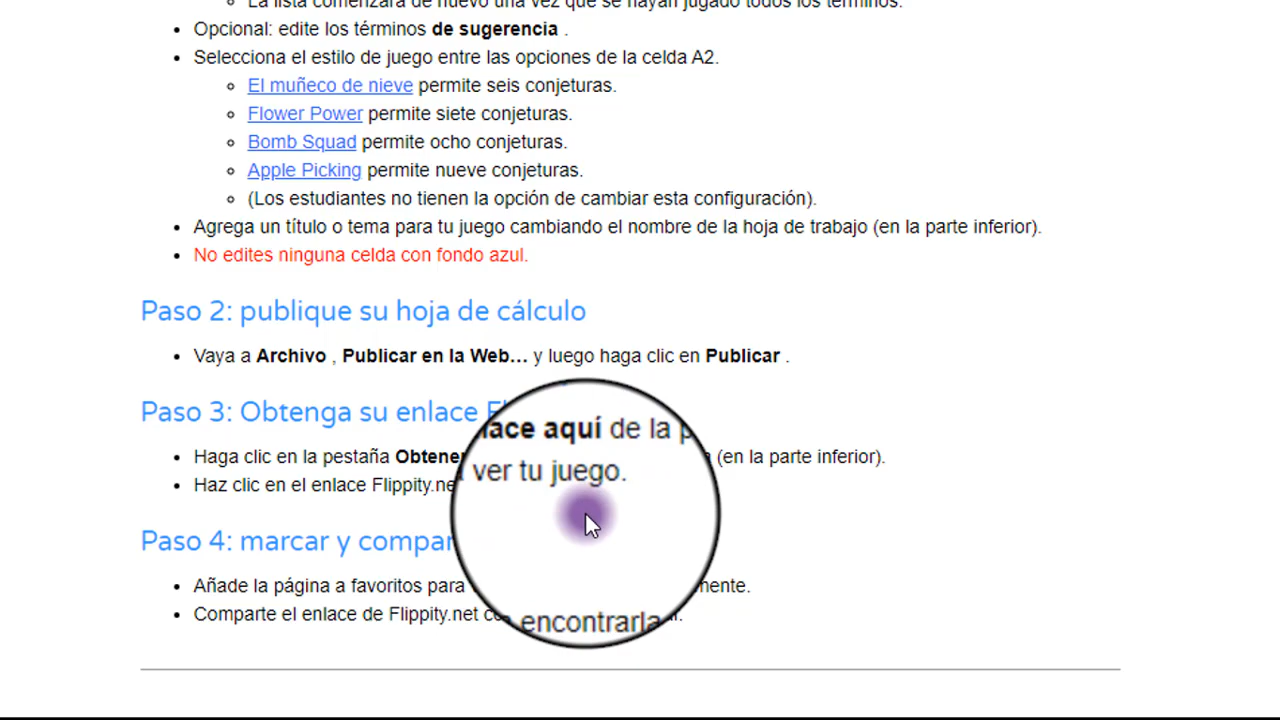 La lista comenzará de nuevo una vez que se hayan jugado todos los términos.
Opcional: edite los términos de sugerencia .
Selecciona el estilo de juego entre las opciones de la celda A2.
El muñeco de nieve permite seis conjeturas.
Flower Power permite siete conjeturas.
Bomb Squad permite ocho conjeturas.
Apple Picking permite nueve conjeturas.
(Los estudiantes no tienen la opción de cambiar esta configuración).
Agrega un título o tema para tu juego cambiando el nombre de la hoja de trabajo (en la parte inferior).
No edites ninguna celda con fondo azul.
Paso 2: publique su hoja de cálculo
Vaya a Archivo , Publicar en la Web… y luego haga clic en Publicar .
Paso 3: Obtenga su enlace
Haga clic en la pestaña aquí de la (en la parte inferior).
Haz clic en el enlace ver tu juego.
Paso 4: marcar y
Añade la página a favoritos para encontrarla
Comparte el enlace de Flippity.net